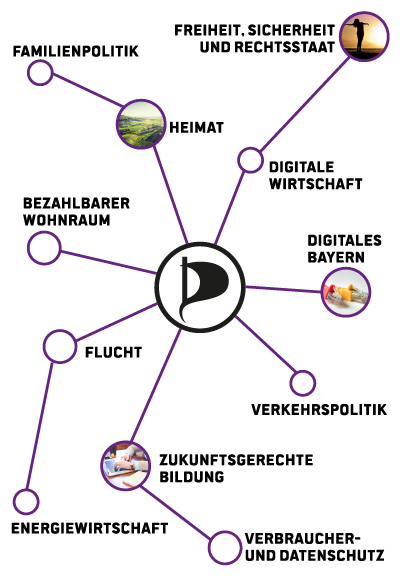 FREIHEIT, SICHERHEIT
UND RECHTSSTAAT
FAMILIENPOLITIK
HEIMAT
DIGITALE
WIRTSCHAFT
BEZAHLBARER
WOHNRAUM
DIGITALES
BAYERN
FLUCHT
VERKEHRSPOLITIK
ZUKUNFTSGERECHTE
BILDUNG
ENERGIEWIRTSCHAFT
VERBRAUCHER-
UND DATENSCHUTZ